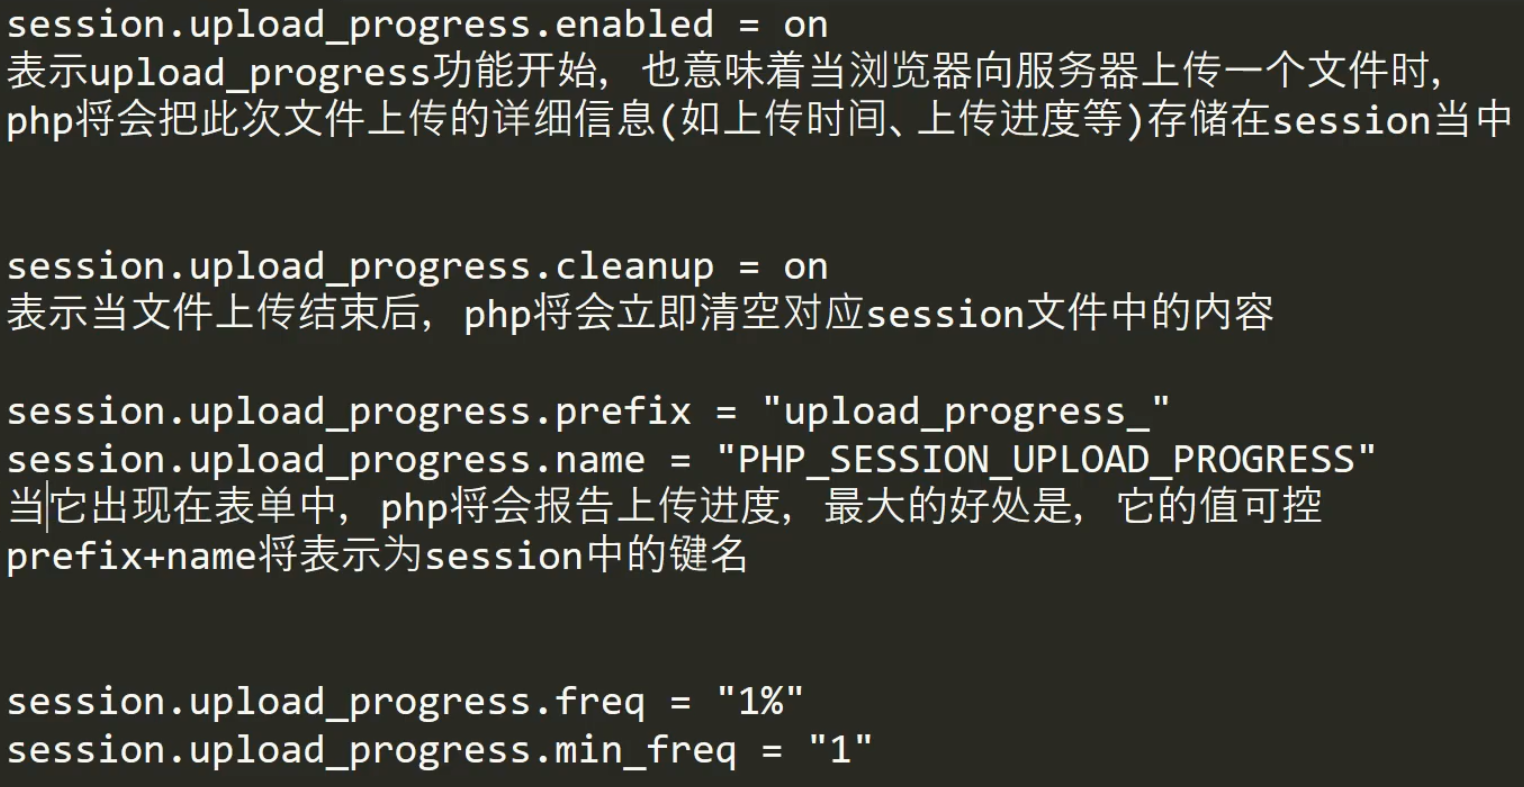 session.upload_progress.enabled = on
表示upload_progress功能开始, 也意味着当浏览器向服务器上传一个文件时,
php将会把此次文件上传的详细信息(如上传时间、上传进度等)存储在session当中
session.upload_progress.cleanup = on
表示当文件上传结束后, php将会立即清空对应session文件中的内容
session.upload_progress.prefix = "upload_progress_"
session.upload_progress.name = "PHP_SESSION_UPLOAD_PROGRESS"
当它出现在表单中, php将会报告上传进度, 最大的好处是, 它的值可控
prefix+name将表示为session中的键名
session.upload_progress.freq = "1%"
session.upload_progress.min_freq = "1"